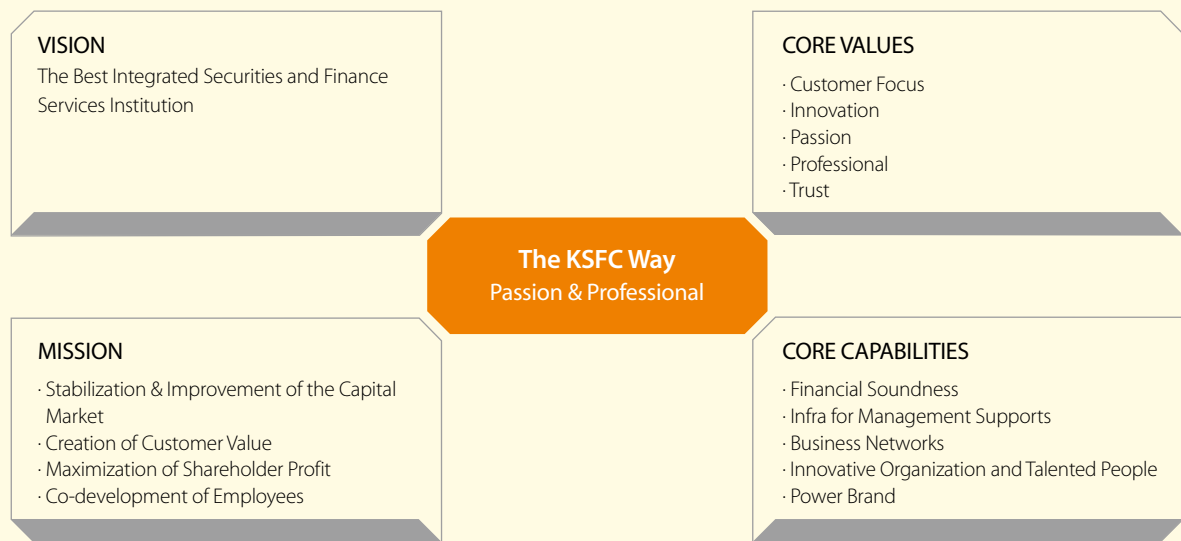 VISION
The Best Integrated Securities and Finance
Services Institution
CORE VALUES
· Customer Focus
· Innovation
· Passion
· Professional
· Trust
The KSFC Way
Passion & Professional
MISSION
· Stabilization & Improvement of the Capital
Market
· Creation of Customer Value
· Maximization of Shareholder Profit
· Co-development of Employees
CORE CAPABILITIES
· Financial Soundness
· Infra for Management Supports
· Business Networks
· Innovative Organization and Talented People
· Power Brand